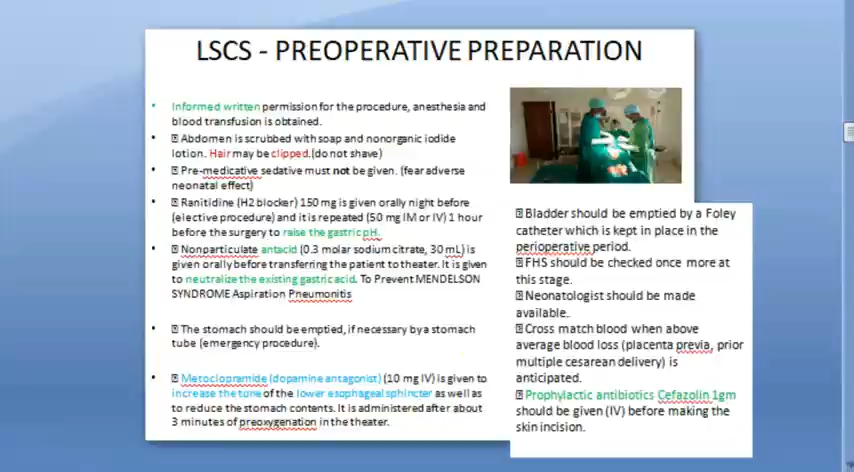 LSCS - PREOPERATIVE PREPARATION
• Informed written permission for the procedure, anesthesia and
blood transfusion is obtained.
• Abdomen is scrubbed with soap and nonorganic iodide
lotion. Hair may be clipped.(do not shave)
• Pre-medicative sedative must not be given. (fear adverse
neonatal effect)
• Ranitidine (H2 blocker) 150 mg is given orally night before
(elective procedure) and it is repeated (50 mg IM or IV) 1 hour
before the surgery to raise the gastric pH.
• Nonparticulate antacid (0.3 molar sodium citrate, 30 mL) is
given orally before transferring the patient to theater. It is given
to neutralize the existing gastric acid. To Prevent MENDELSON
SYNDROME Aspiration Pneumonitis
• The stomach should be emptied, if necessary by a stomach
tube (emergency procedure).
• Metoclopramide (dopamine antagonist) (10 mg IV) is given to
increase the tone of the lower esophageal sphincter as well as
to reduce the stomach contents. It is administered after about
3 minutes of preoxygenation in the theater.
Bladder should be emptied by a Foley
catheter which is kept in place in the
perioperative period.
FHS should be checked once more at
this stage.
Neonatologist should be made
available.
Cross match blood when above
average blood loss (placenta previa, prior
multiple cesarean delivery) is
anticipated.
Prophylactic antibiotics Cefazolin 1gm
should be given (IV) before making the
skin incision.